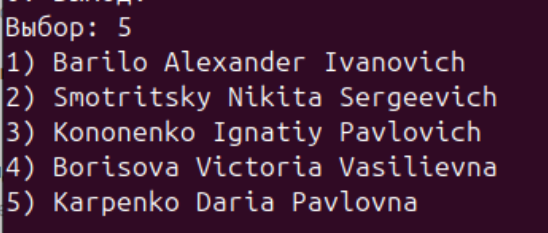 Выбор: 5
1) Barilo Alexander Ivanovich
2) Smotritsky Nikita Sergeevich
3) Kononenko Ignatiy Pavlovich
4) Borisova Victoria Vasilievna
5) Karpenko Daria Pavlovna